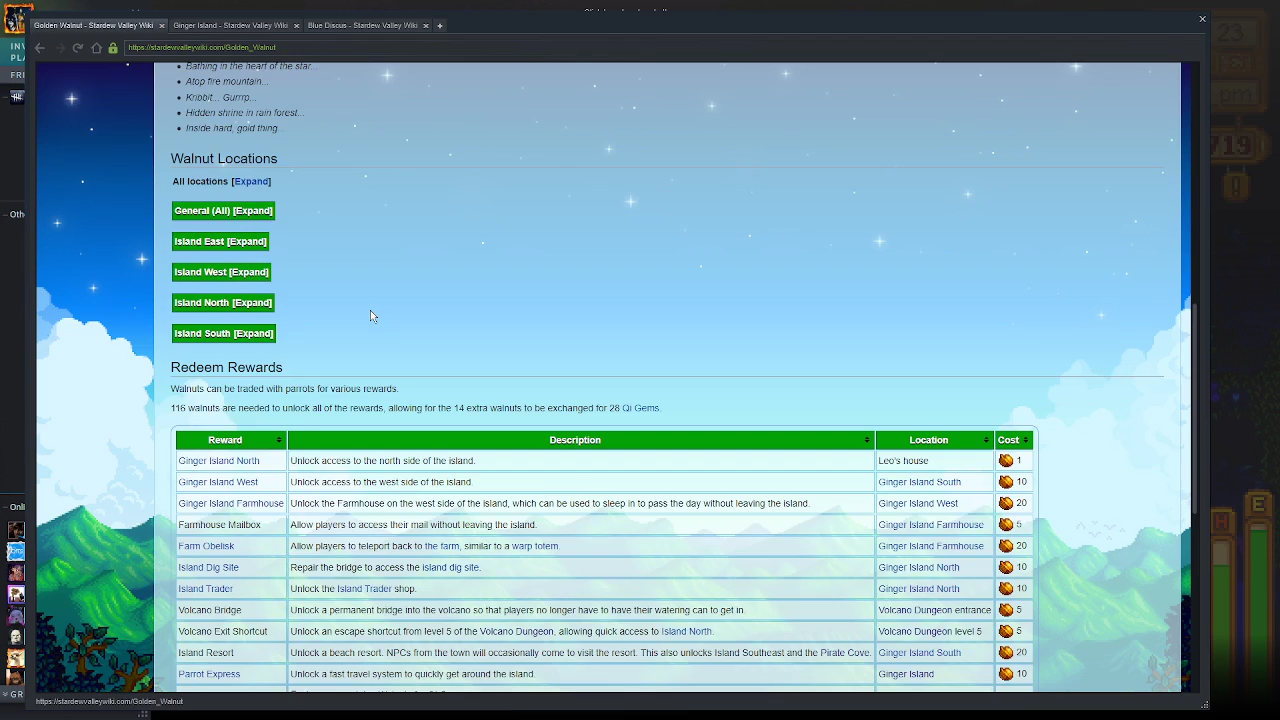 Golden Walnut - Stardew Valley Wiki
Ginger Island - Stardew Valley Wiki
Blue Discus - Stardew Valley Wiki
https://stardewvalleywiki.com/Golden_Walnut
INV
PLA
FRI
Othe
Onli
GR
23
pm
719
H
E
Bathing in the heart of the star...
Atop fire mountain...
Kribbit... Gurrrp...
Hidden shrine in rain forest...
Inside hard, gold thing...
Walnut Locations
All locations [Expand]
General (All) [Expand]
Island East [Expand]
Island West [Expand]
Island North [Expand]
Island South [Expand]
Redeem Rewards
Walnuts can be traded with parrots for various rewards.
116 walnuts are needed to unlock all of the rewards, allowing for the 14 extra walnuts to be exchanged for 28 Qi Gems.
Reward Description Location Cost
Ginger Island North Unlock access to the north side of the island. Leo's house 1
Ginger Island West Unlock access to the west side of the island. Ginger Island South 10
Ginger Island Farmhouse Unlock the Farmhouse on the west side of the island, which can be used to sleep in to pass the day without leaving the island. Ginger Island West 20
Farmhouse Mailbox Allow players to access their mail without leaving the island. Ginger Island Farmhouse 5
Farm Obelisk Allow players to teleport back to the farm, similar to a warp totem. Ginger Island Farmhouse 20
Island Dig Site Repair the bridge to access the island dig site. Ginger Island North 10
Island Trader Unlock the Island Trader shop. Ginger Island North 10
Volcano Bridge Unlock a permanent bridge into the volcano so that players no longer have to have their watering can to get in. Volcano Dungeon entrance 5
Volcano Exit Shortcut Unlock an escape shortcut from level 5 of the Volcano Dungeon, allowing quick access to Island North. Volcano Dungeon level 5 5
Island Resort Unlock a beach resort. NPCs from the town will occasionally come to visit the resort. This also unlocks Island Southeast and the Pirate Cove. Ginger Island South 20
Parrot Express Unlock a fast travel system to quickly get around the island. Ginger Island 10
https://stardewvalleywiki.com/Golden_Walnut